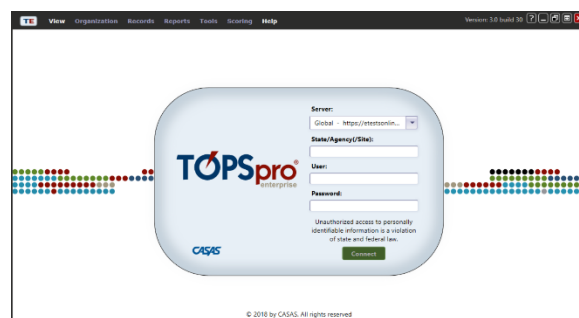 TE View Organization Records Reports Tools Scoring Help Version: 3.0 build 30 ?
Server:
Global - https://etestsonlin...
State/Agency(/Site):
User:
TOPSpro®
enterprise
Password:
Unauthorized access to personally
identifiable information is a violation
of state and federal law.
CASAS
Connect
© 2018 by CASAS. All rights reserved